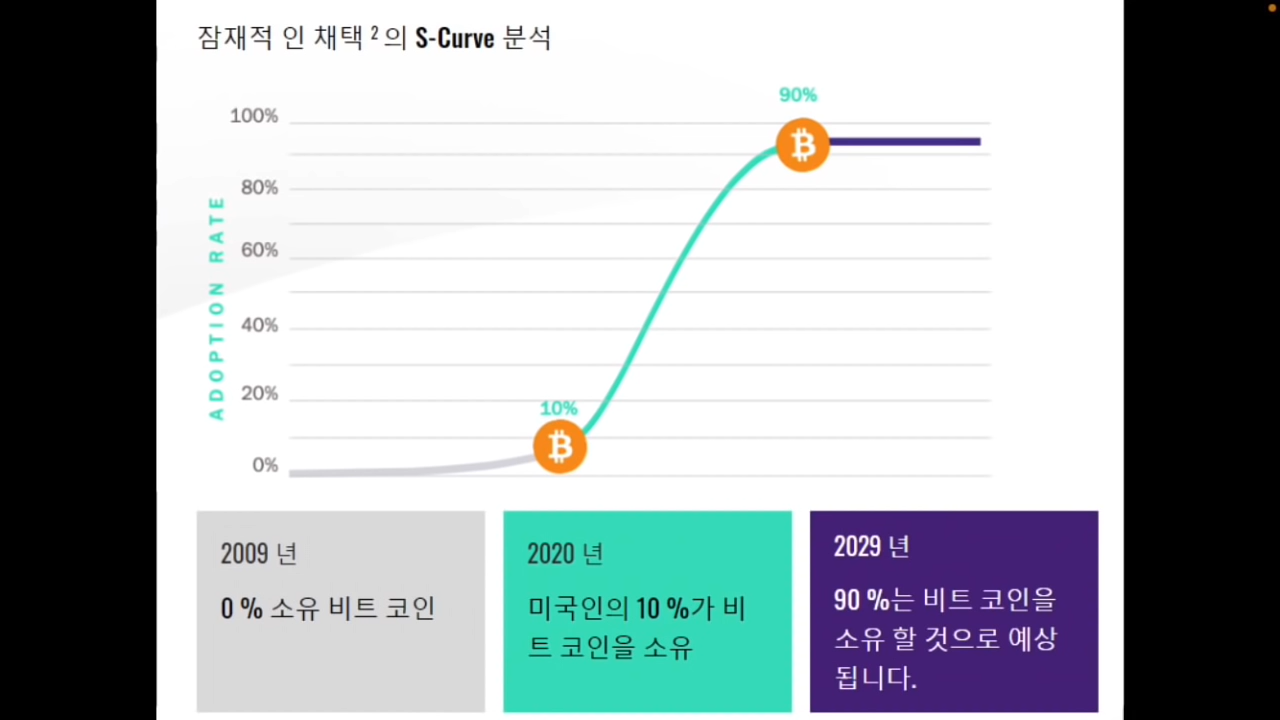 잠재적 인 채택 ² 의 S-Curve 분석
90%
100%
80%
60%
40%
20%
0%
ADOPTION RATE
10%
2009 년
0 % 소유 비트 코인
2020 년
미국인의 10 %가 비
트 코인을 소유
2029 년
90 %는 비트 코인을
소유 할 것으로 예상
됩니다.